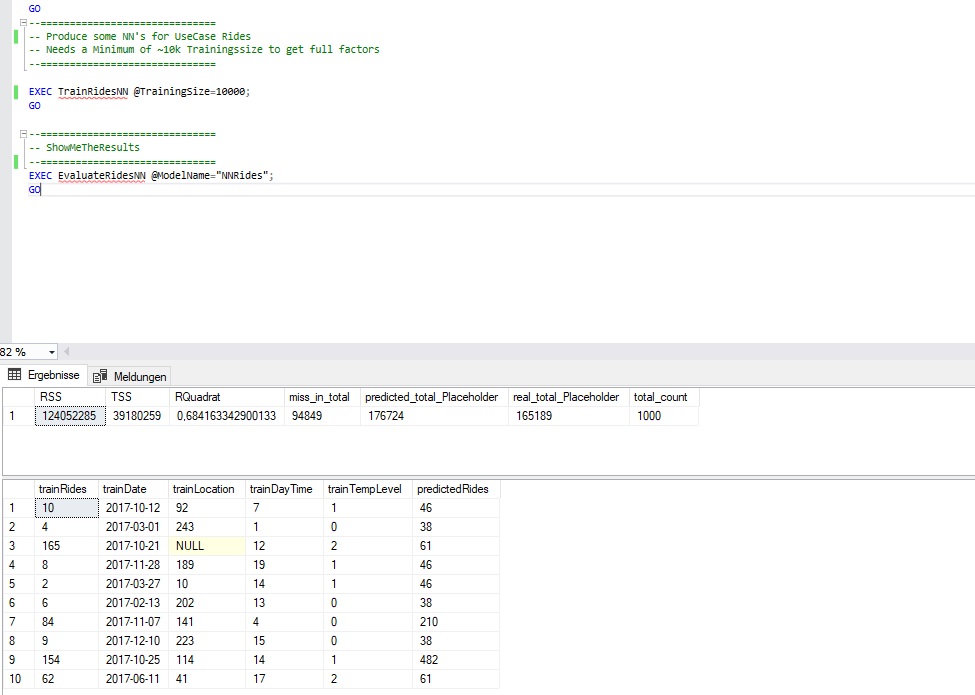 GO
--==============================
-- Produce some NN's for UseCase Rides
-- Needs a Minimum of ~10k Trainingssize to get full factors
--==============================
EXEC TrainRidesNN @TrainingSize=10000;
GO
--==============================
-- ShowMeTheResults
--==============================
EXEC EvaluateRidesNN @ModelName="NNRides";
GO
82 %
Ergebnisse Meldungen
RSS TSS RQuadrat miss_in_total predicted_total_Placeholder real_total_Placeholder total_count
1 124052285 39180259 0,684163342900133 94849 176724 165189 1000
trainRides trainDate trainLocation trainDayTime trainTempLevel predictedRides
1 10 2017-10-12 92 7 1 46
2 4 2017-03-01 243 1 0 38
3 165 2017-10-21 NULL 12 2 61
4 8 2017-11-28 189 19 1 46
5 2 2017-03-27 10 14 1 46
6 6 2017-02-13 202 13 0 38
7 84 2017-11-07 141 4 0 210
8 9 2017-12-10 223 15 0 38
9 154 2017-10-25 114 14 1 482
10 62 2017-06-11 41 17 2 61